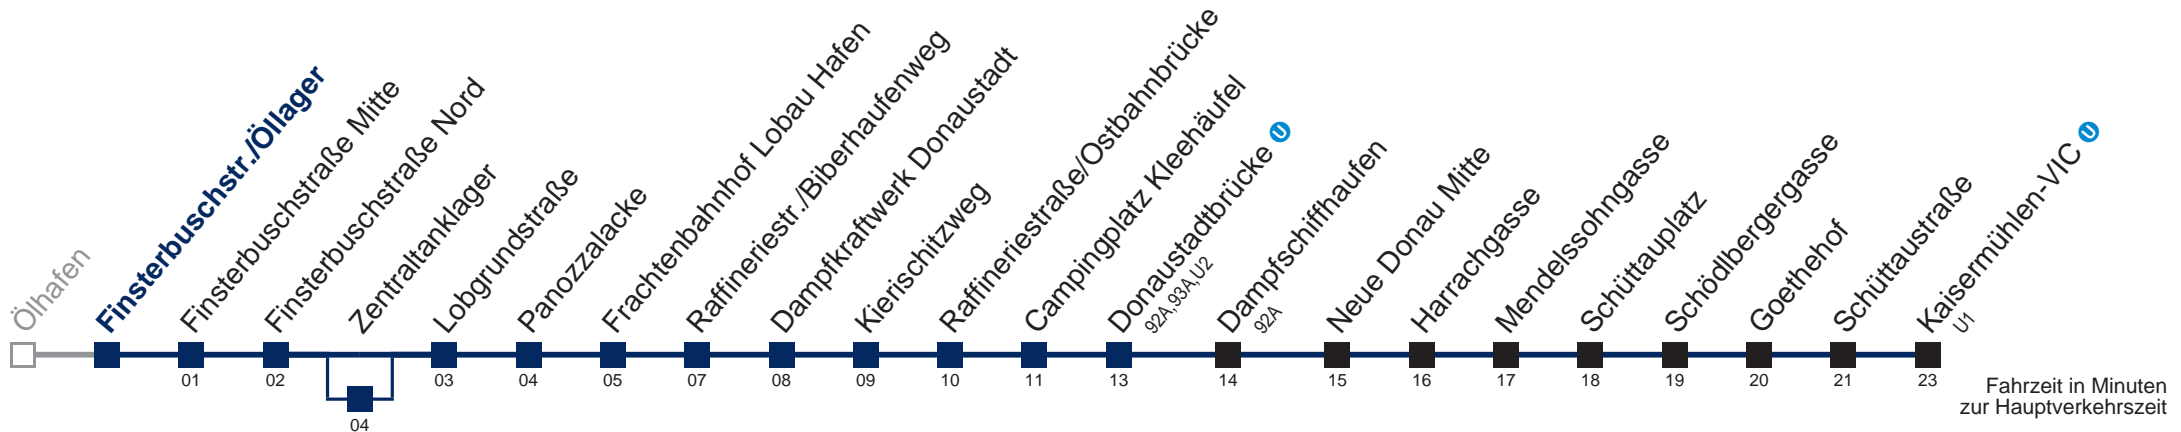 Ölhafen
Finsterbuschstr./Öllager
Finsterbuschstraße Mitte
01
Finsterbuschstraße Nord
02
Zentraltanklager
04
Lobgrundstraße
03
Panozzalacke
04
Frachtenbahnhof Lobau Hafen
05
Raffineriestr./Biberhaufenweg
07
Dampfkraftwerk Donaustadt
08
Kierischitzweg
09
Raffineriestraße/Ostbahnbrücke
10
Campingplatz Kleehäufel
11
Donaustadtbrücke U
92A,93A,U2
13
Dampfschiffhaufen
92A
14
Neue Donau Mitte
15
Harrachgasse
16
Mendelssohngasse
17
Schüttauplatz
18
Schödlbergergasse
19
Goethehof
20
Schüttaustraße
21
Kaisermühlen-VIC U
U1
23
Fahrzeit in Minuten
zur Hauptverkehrszeit